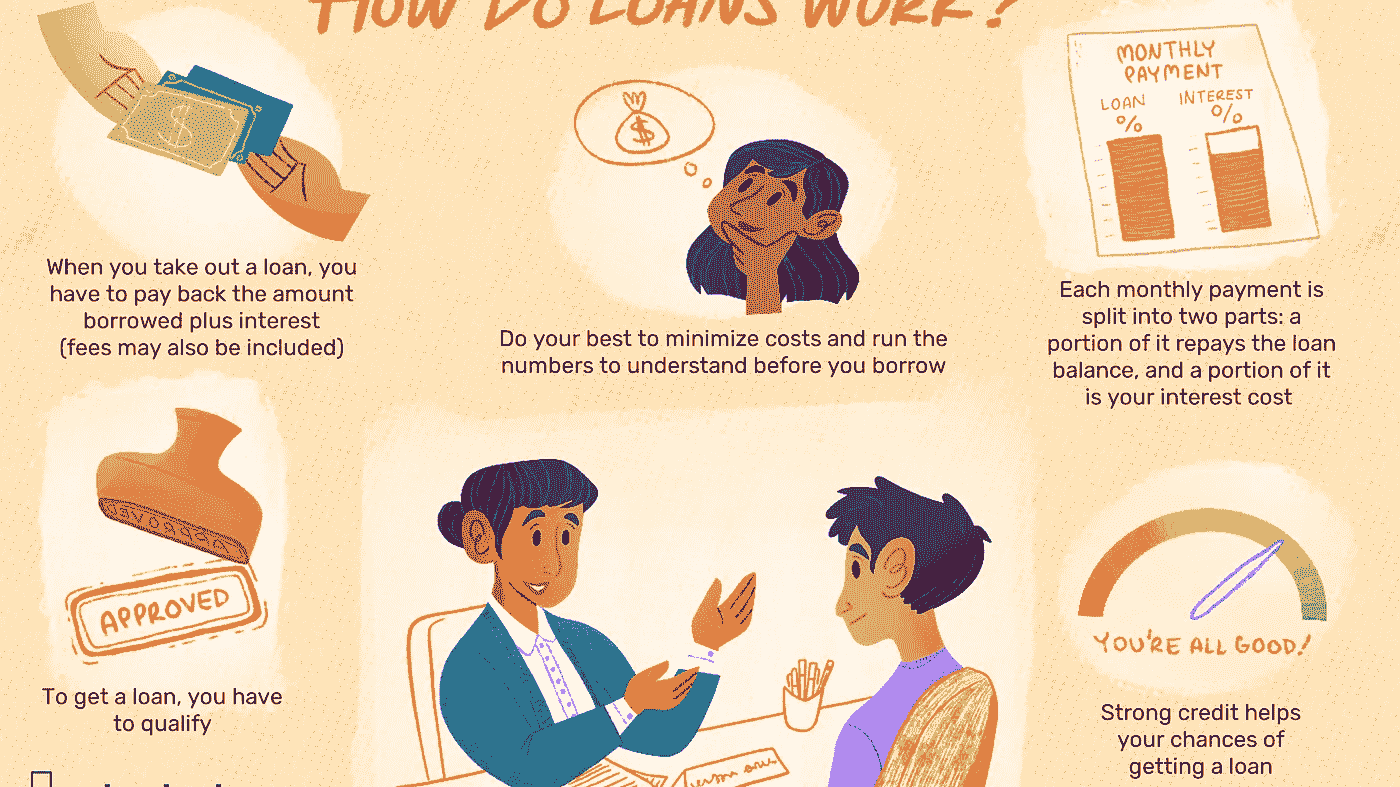 HOW DO LOANS WORK?
MONTHLY
PAYMENT
LOAN INTEREST
% %
$
$
When you take out a loan, you
have to pay back the amount
borrowed plus interest
(fees may also be included)
Do your best to minimize costs and run the
numbers to understand before you borrow
Each monthly payment is
split into two parts: a
portion of it repays the loan
balance, and a portion of it
is your interest cost
APPROVED
APPROVED
To get a loan, you have
to qualify
YOU'RE ALL GOOD!
Strong credit helps
your chances of
getting a loan